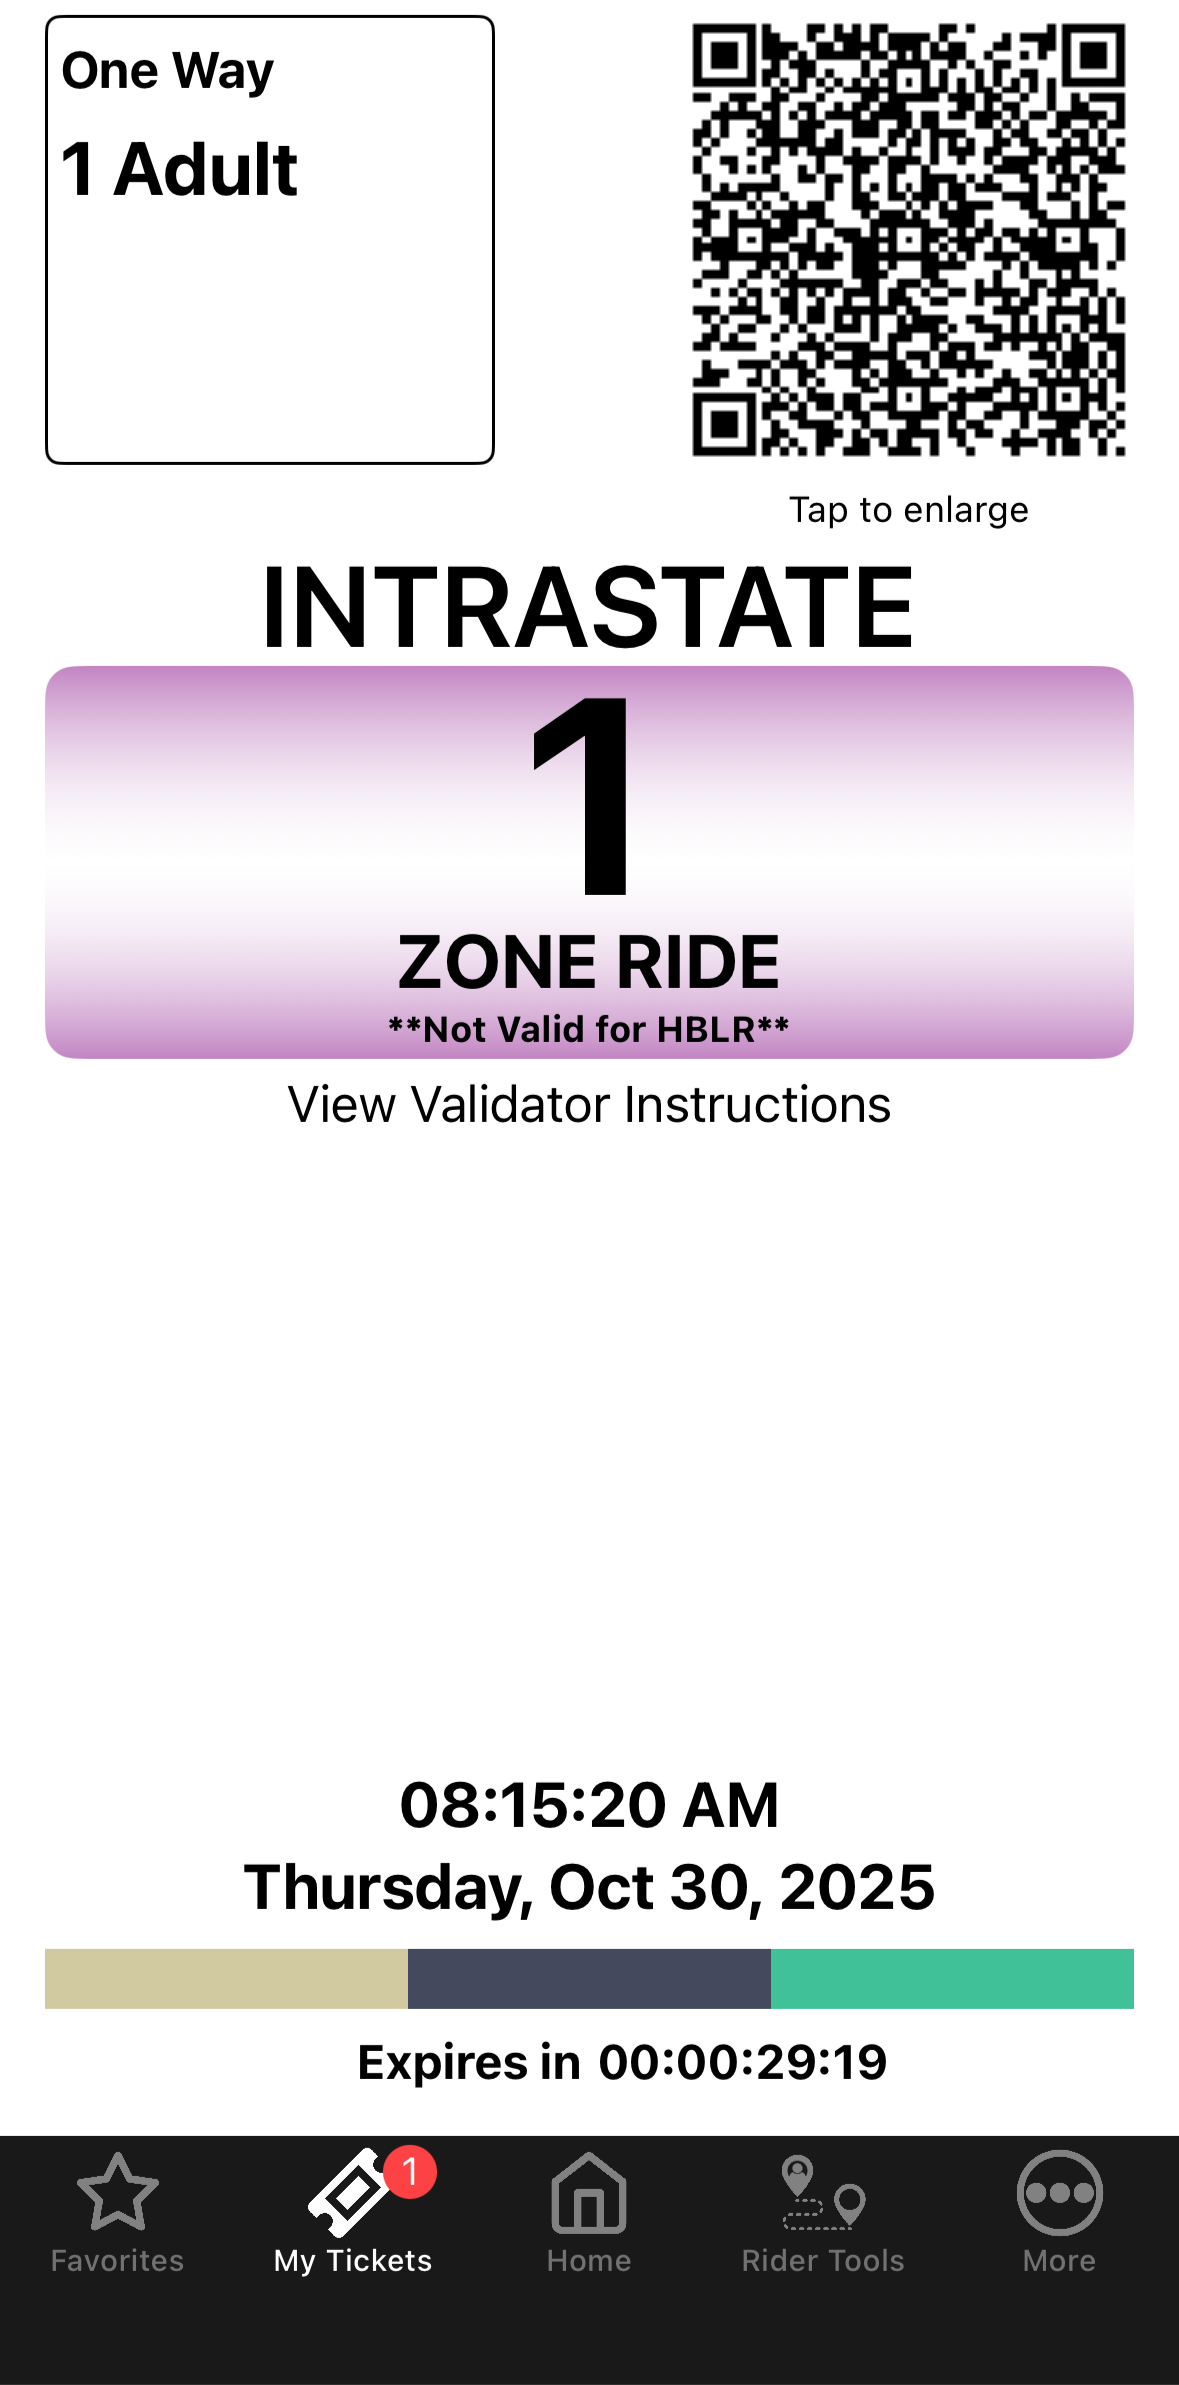 One Way
1 Adult
Tap to enlarge
INTRASTATE
1
ZONE RIDE
**Not Valid for HBLR**
View Validator Instructions
08:15:20 AM
Thursday, Oct 30, 2025
Expires in 00:00:29:19
1
Favorites
My Tickets
Home
Rider Tools
More